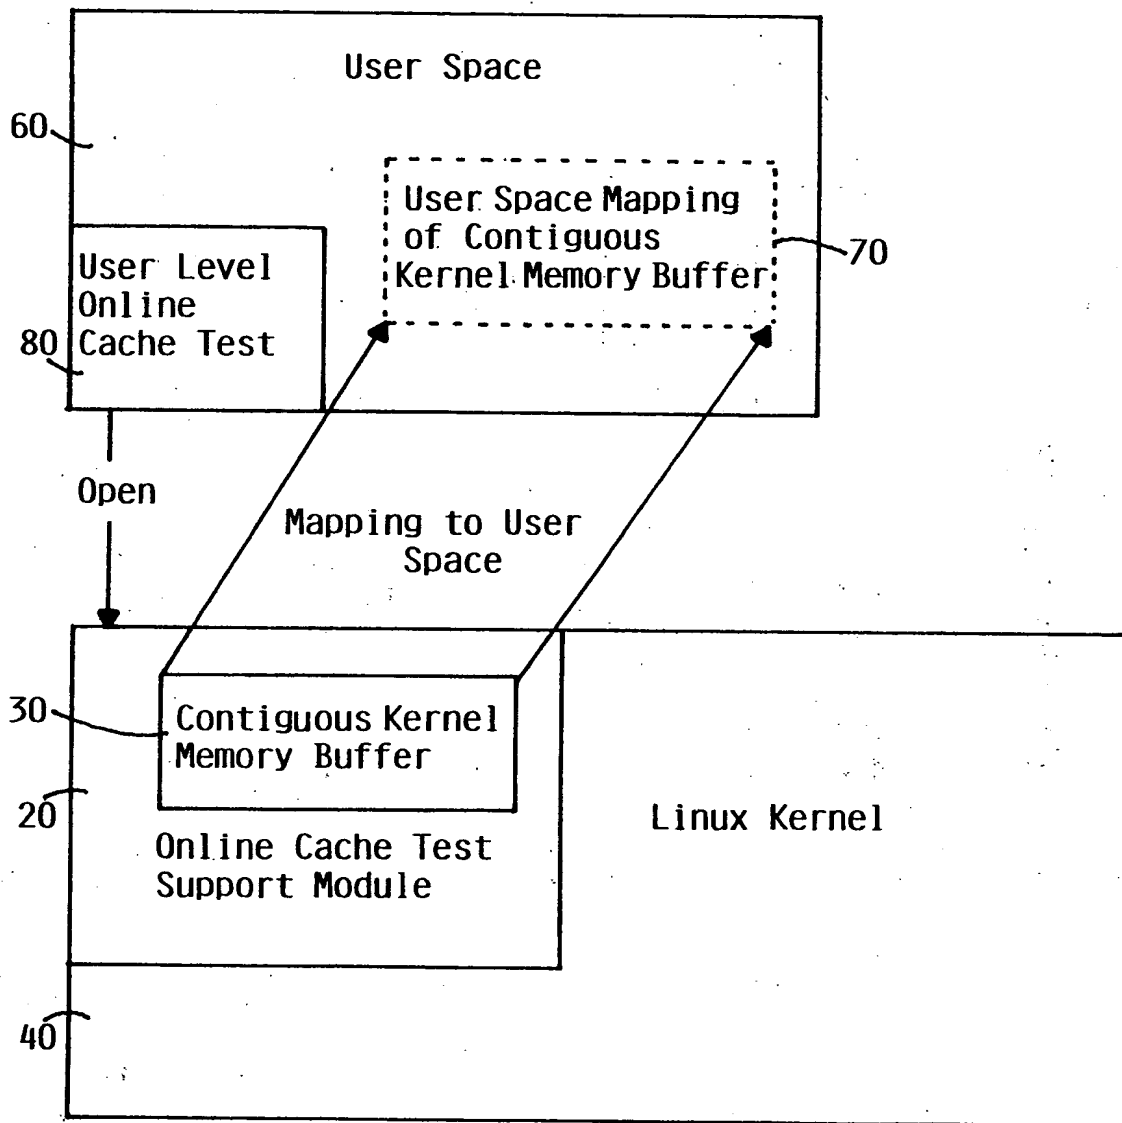 User Space
60
User Space Mapping
of Contiguous
Kernel Memory Buffer
70
User Level
Online
Cache Test
80
Open
Mapping to User
Space
30
Contiguous Kernel
Memory Buffer
20
Linux Kernel
Online Cache Test
Support Module
40